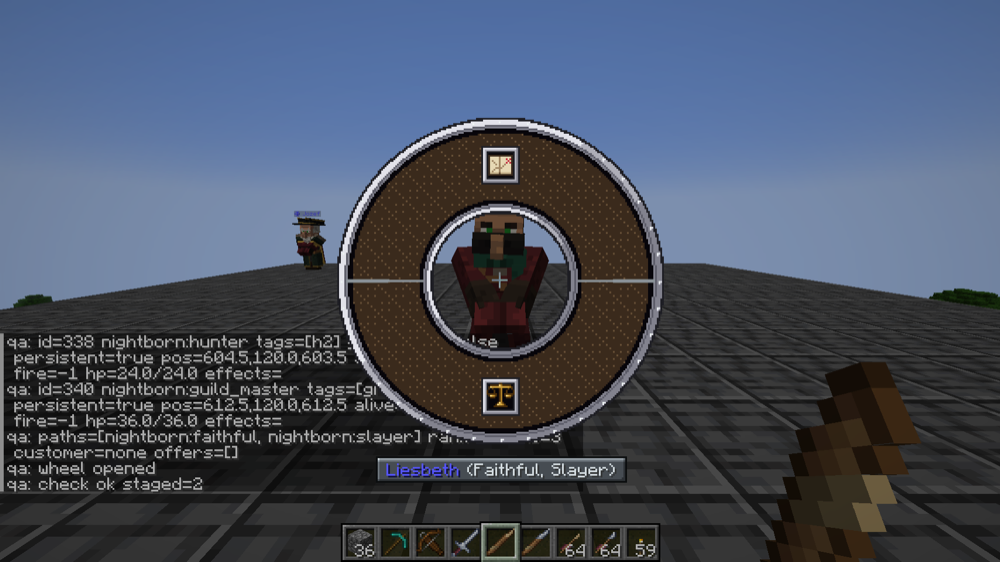 qa: id=338 nightborn:hunter tags=[h2] lse
persistent=true pos=604.5,120.0,603.5
fire=-1 hp=24.0/24.0 effects=
qa: id=340 nightborn:guild_master tags=
persistent=true pos=612.5,120.0,612.5
fire=-1 hp=36.0/36.0 effects=
qa: paths=[nightborn:faithful, nightborn:slayer]
customer=none offers=[]
qa: wheel opened
qa: check ok staged=2
Liesbeth (Faithful, Slayer)
36 64 64 59